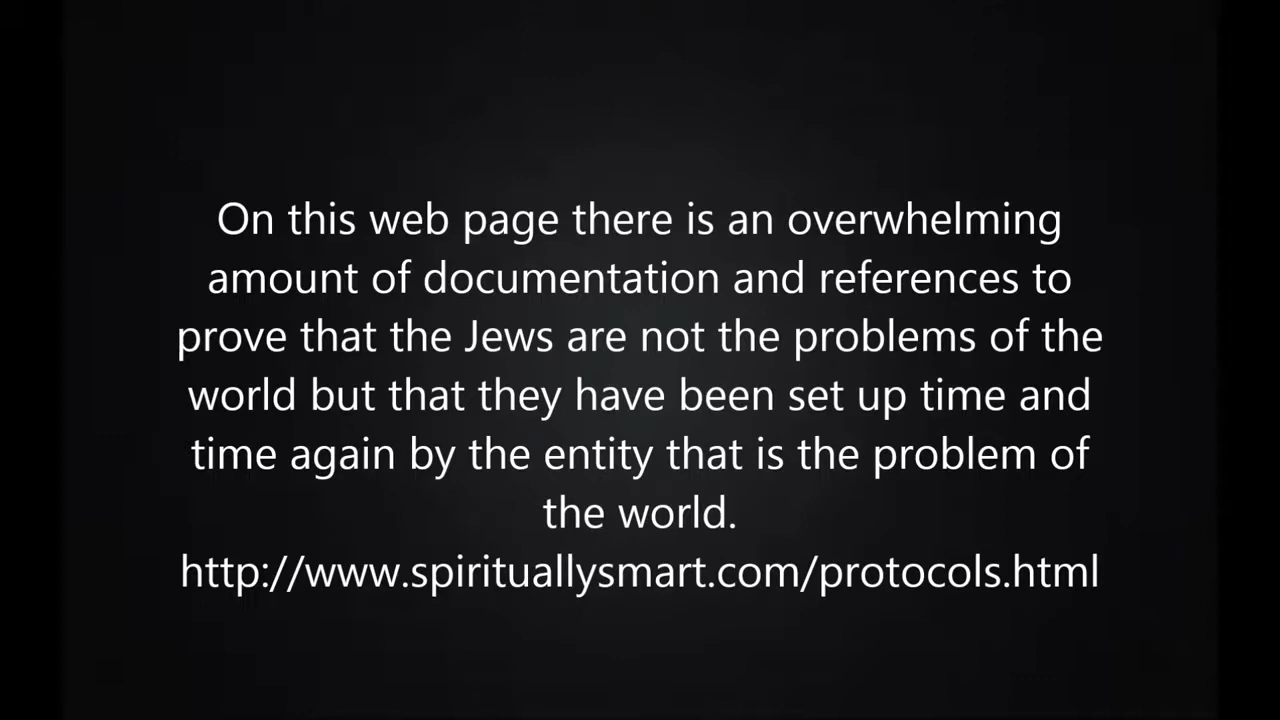 On this web page there is an overwhelming
amount of documentation and references to
prove that the Jews are not the problems of the
world but that they have been set up time and
time again by the entity that is the problem of
the world.
http://www.spirituallysmart.com/protocols.html